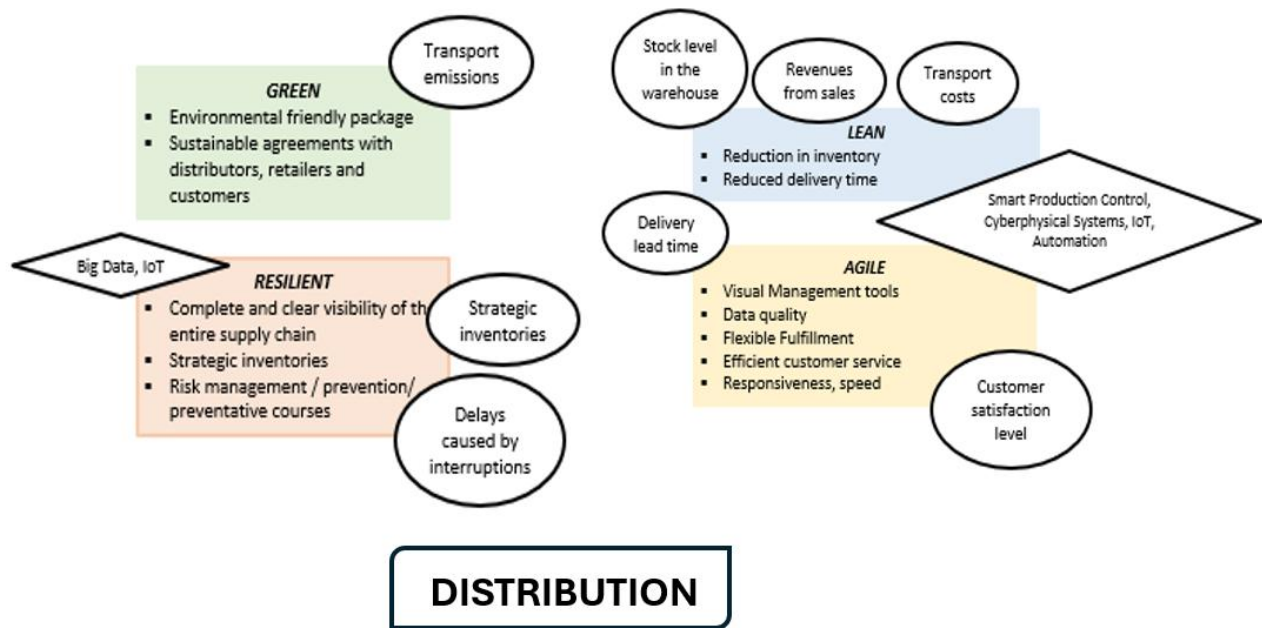 Transport
emissions
GREEN
▪ Environmental friendly package
▪ Sustainable agreements with
distributors, retailers and
customers
Stock level
in the
warehouse
Revenues
from sales
Transport
costs
LEAN
▪ Reduction in inventory
▪ Reduced delivery time
Smart Production Control,
Cyberphysical Systems, IoT,
Automation
Delivery
lead time
Big Data, IoT
RESILIENT
▪ Complete and clear visibility of th
entire supply chain
▪ Strategic inventories
▪ Risk management / prevention/
preventative courses
Strategic
inventories
Delays
caused by
interruptions
AGILE
▪ Visual Management tools
▪ Data quality
▪ Flexible Fulfillment
▪ Efficient customer service
▪ Responsiveness, speed
Customer
satisfaction
level
DISTRIBUTION